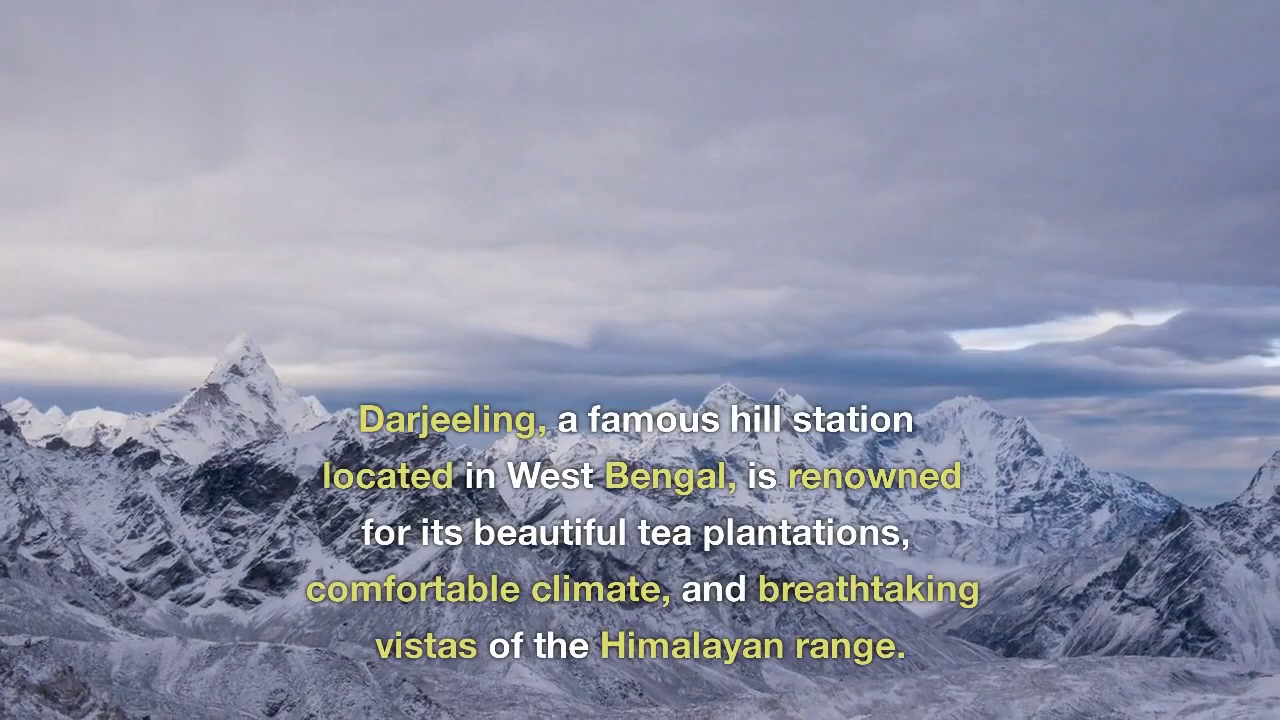 Darjeeling, a famous hill station
located in West Bengal, is renowned
for its beautiful tea plantations,
comfortable climate, and breathtaking
vistas of the Himalayan range.